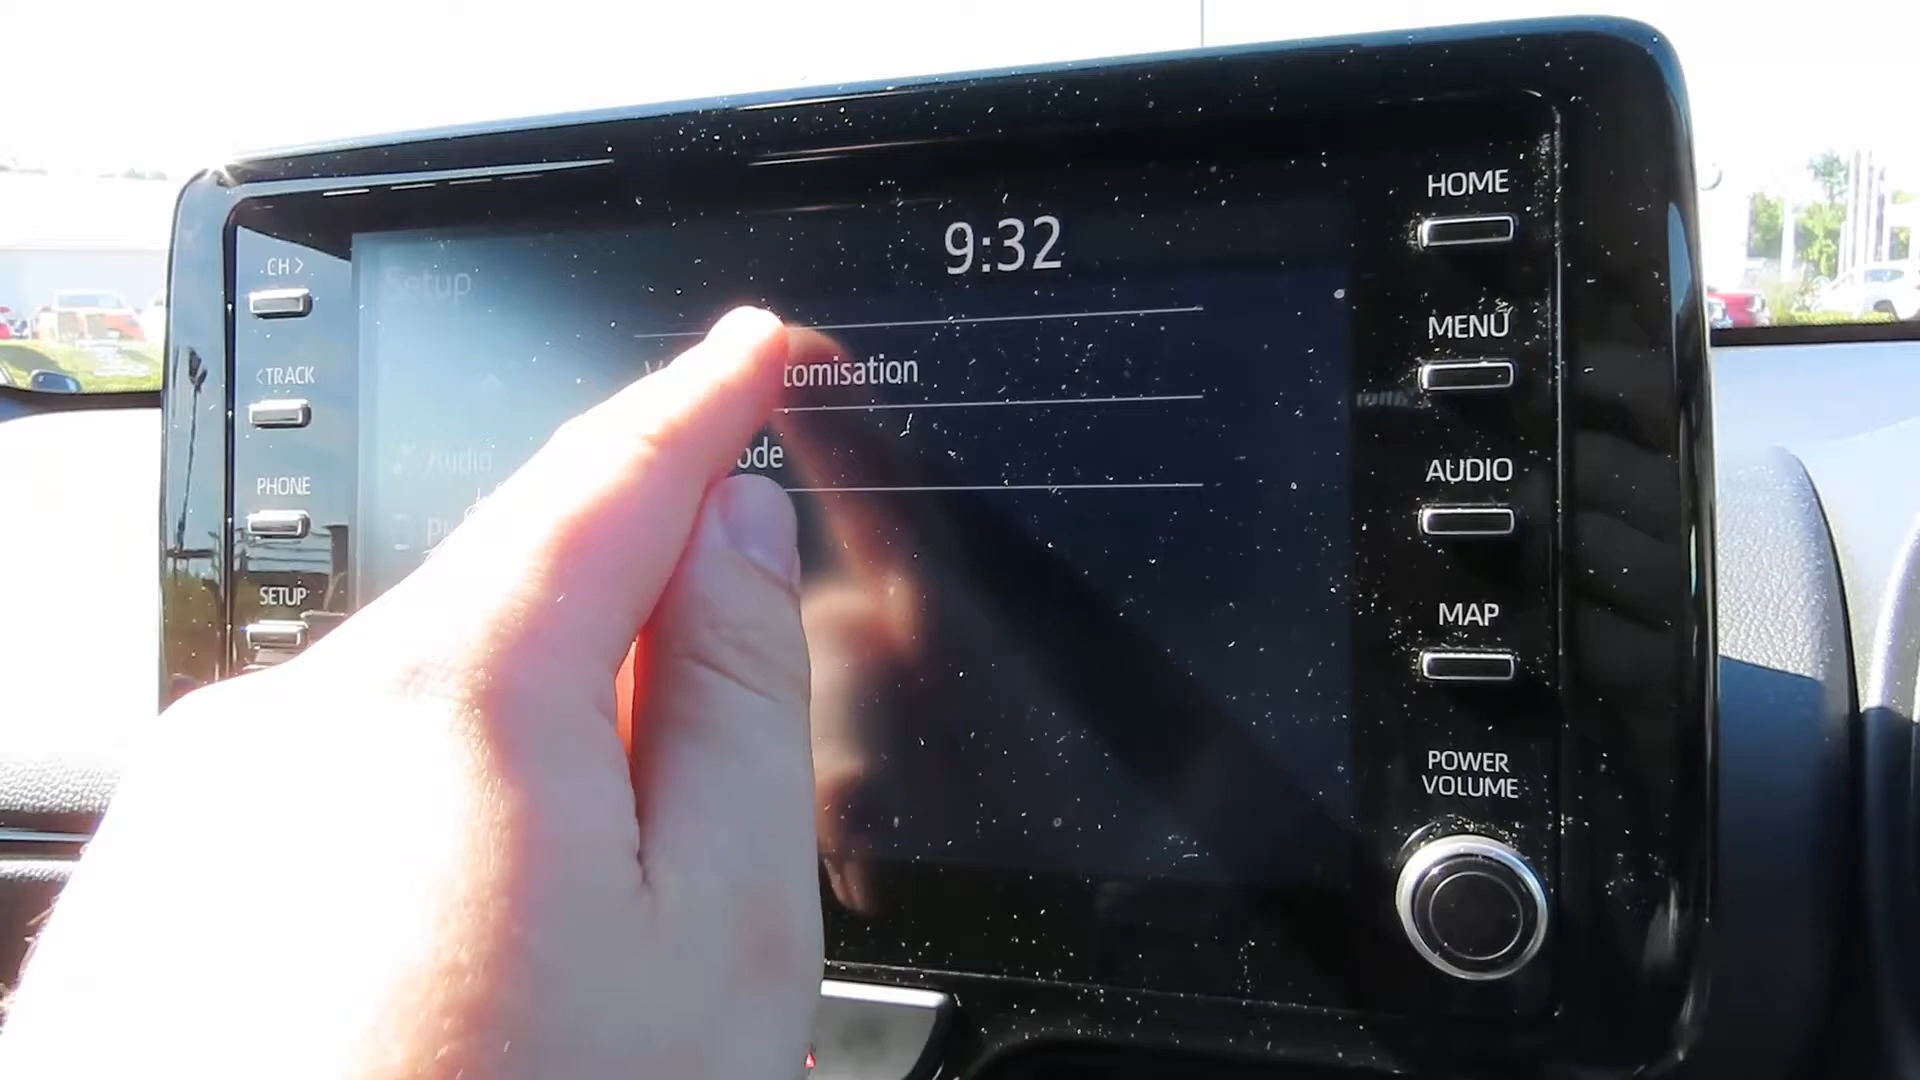 HOME
9:32
CH >
Setup
MENU
tomisation
< TRACK
Audio
ode
AUDIO
PHONE
SETUP
MAP
POWER
VOLUME